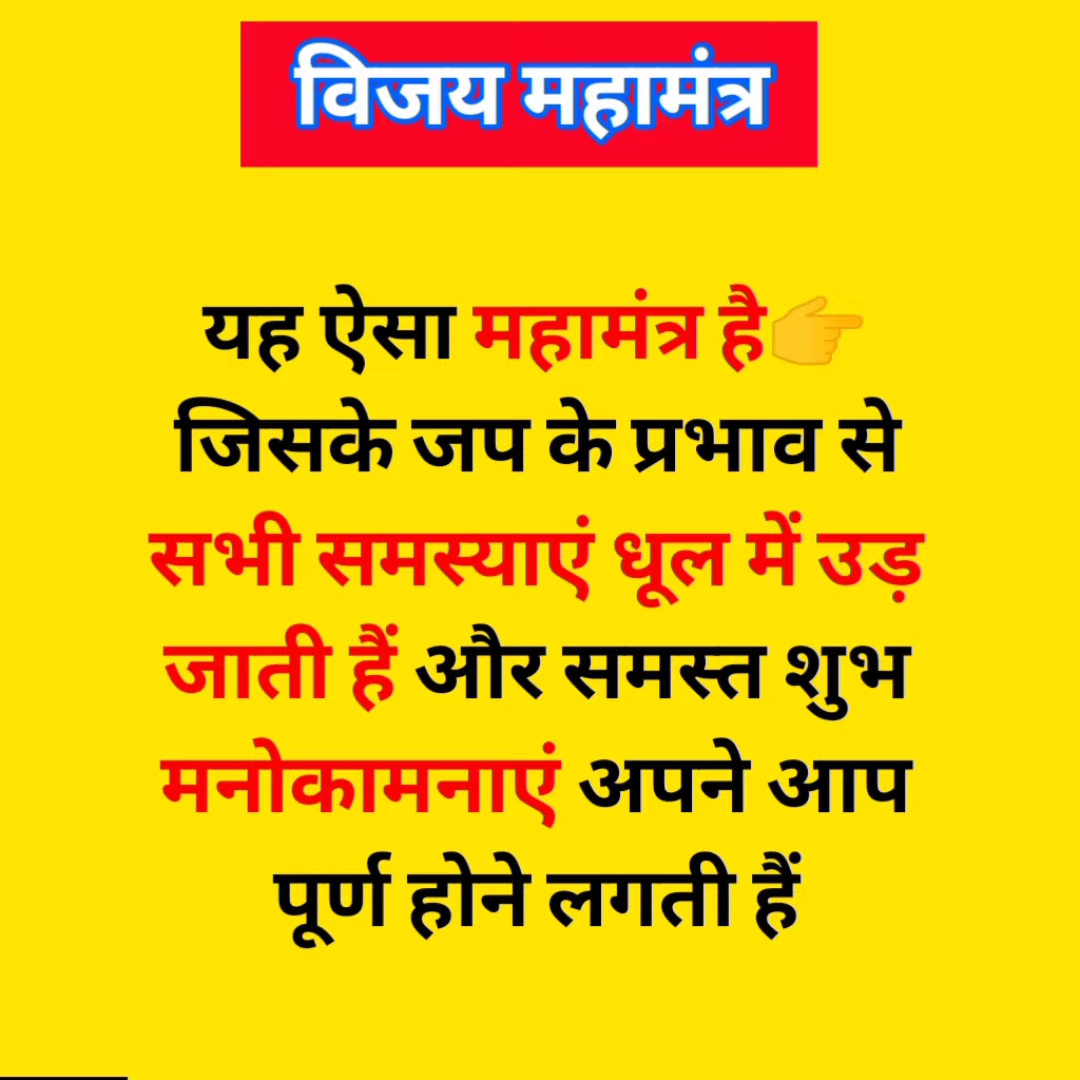 विजय महामंत्र
यह ऐसा महामंत्र है👉
जिसके जप के प्रभाव से
सभी समस्याएं धूल में उड़
जाती हैं और समस्त शुभ
मनोकामनाएं अपने आप
पूर्ण होने लगती हैं